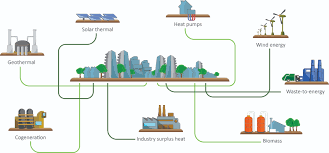 Solar thermal
Heat pumps
Wind energy
Geothermal
Waste-to-energy
Cogeneration
Industry surplus heat
Biomass